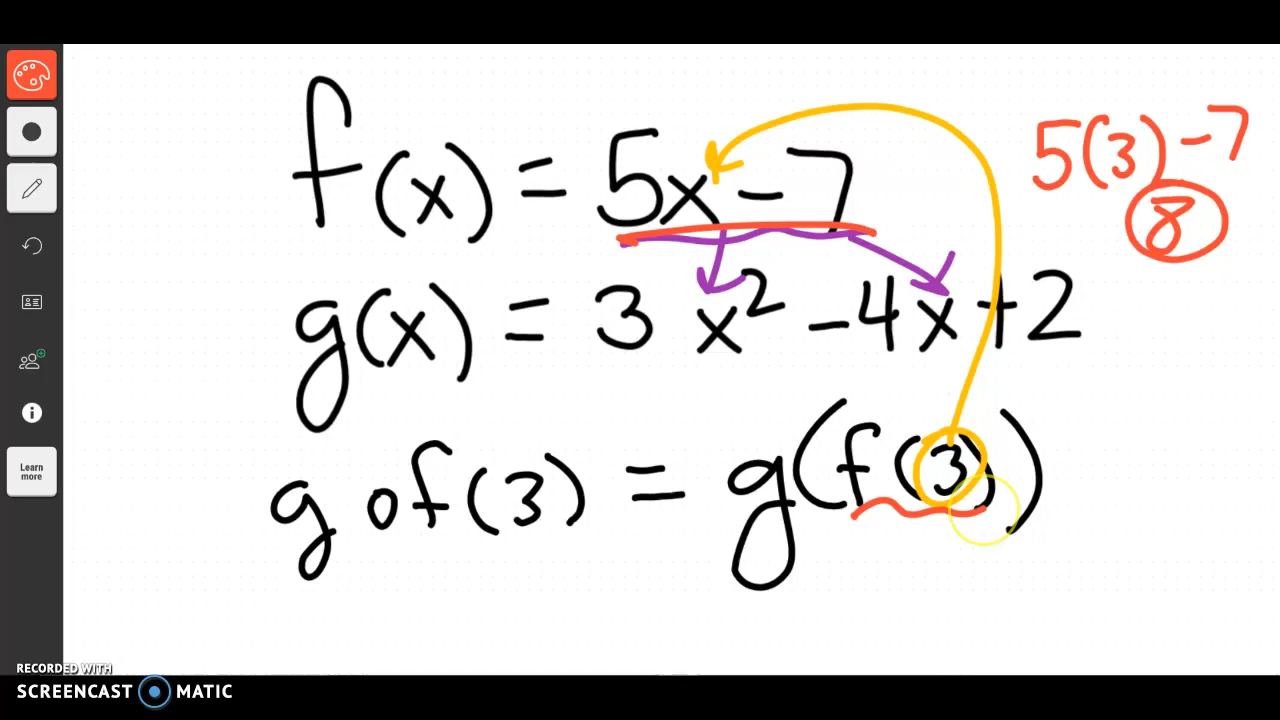 f(x) = 5x - 7
5(3) - 7
8
g(x) = 3x² - 4x + 2
g o f(3) = g(f(3))
Learn more
RECORDED WITH
SCREENCAST MATIC